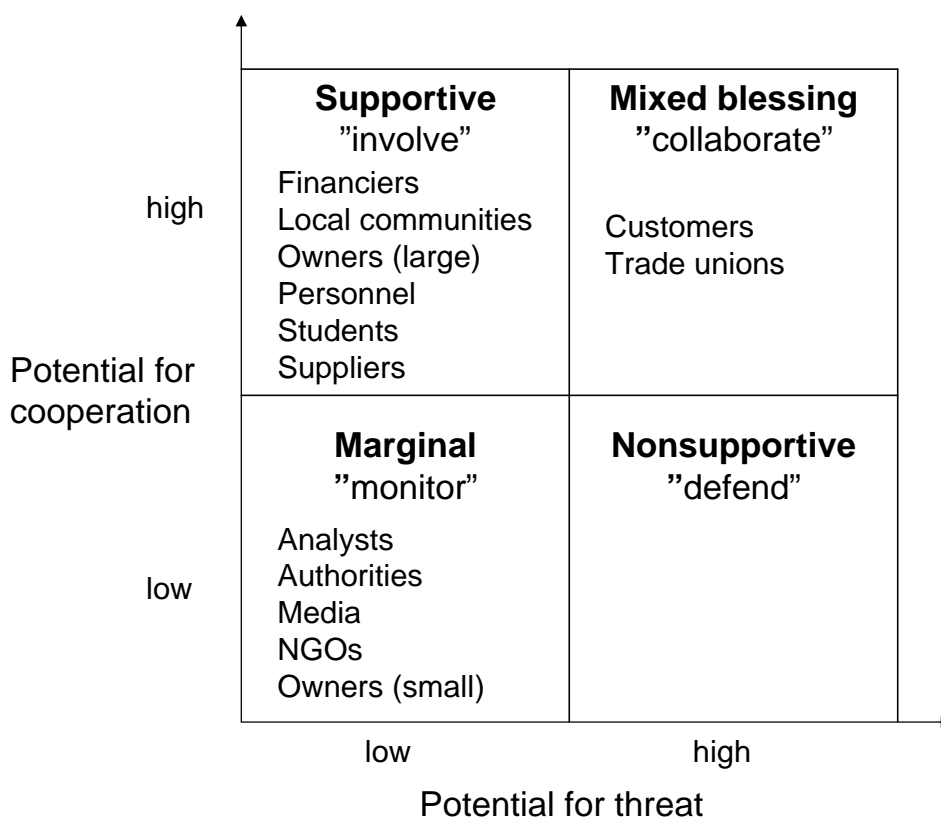 Supportive
”involve”
Mixed blessing
”collaborate”
high
Financiers
Local communities
Owners (large)
Personnel
Students
Suppliers
Customers
Trade unions
Potential for
cooperation
Marginal
”monitor”
Nonsupportive
”defend”
low
Analysts
Authorities
Media
NGOs
Owners (small)
low
high
Potential for threat